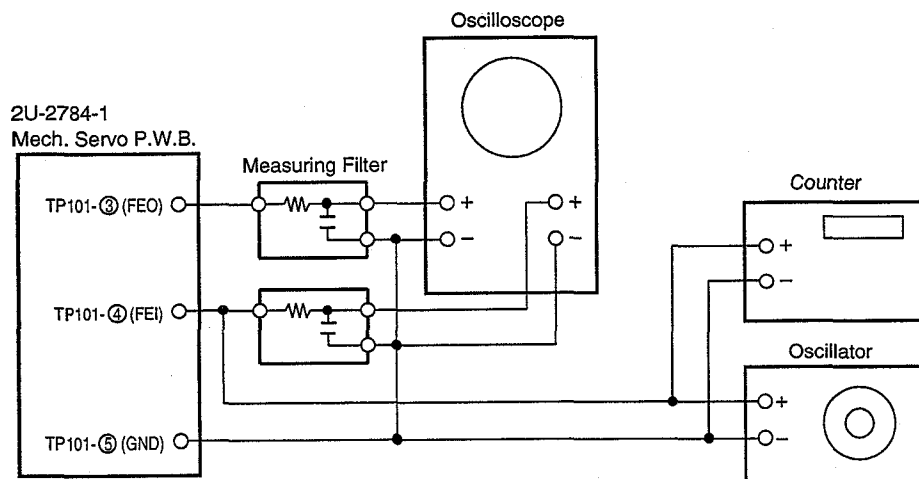 Oscilloscope
2U-2784-1
Mech. Servo P.W.B.
Measuring Filter
Counter
TP101-③(FEO)
+
+
−
−
+
−
TP101-④(FEI)
Oscillator
+
TP101-⑤(GND)
−